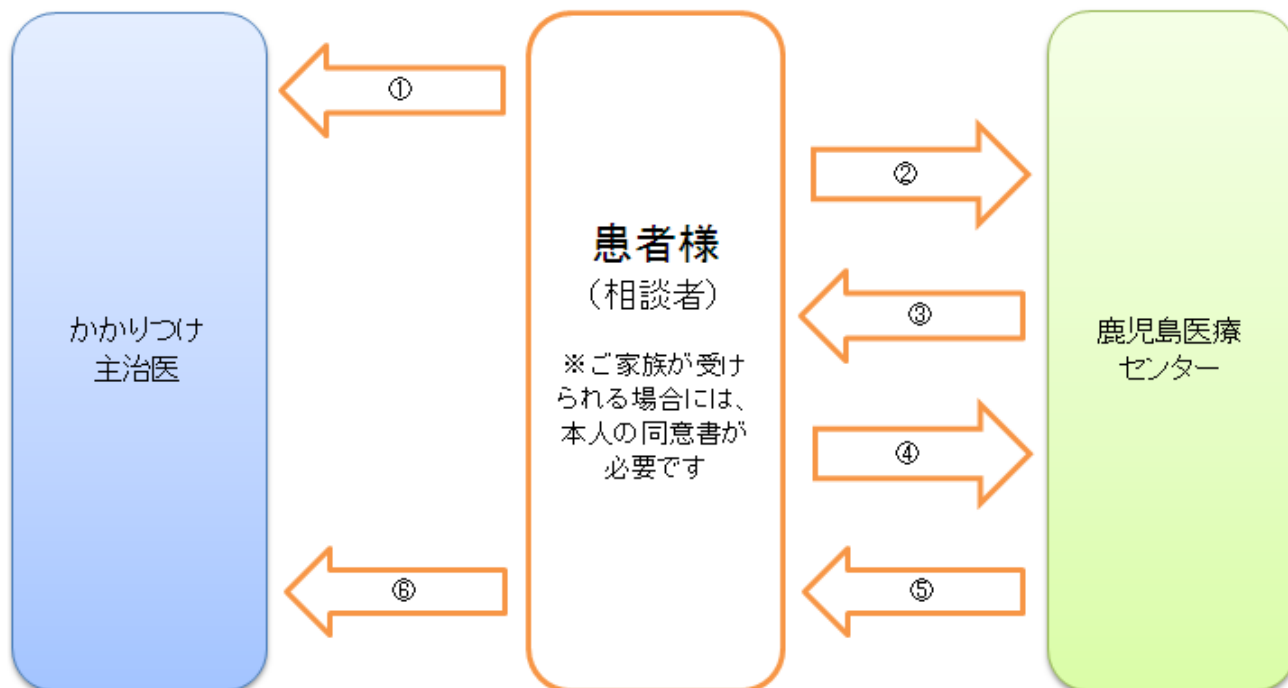 かかりつけ
主治医
①
⑥
患者様
（相談者）
※ご家族が受け
られる場合には、
本人の同意書が
必要です
②
③
④
⑤
鹿児島医療
センター